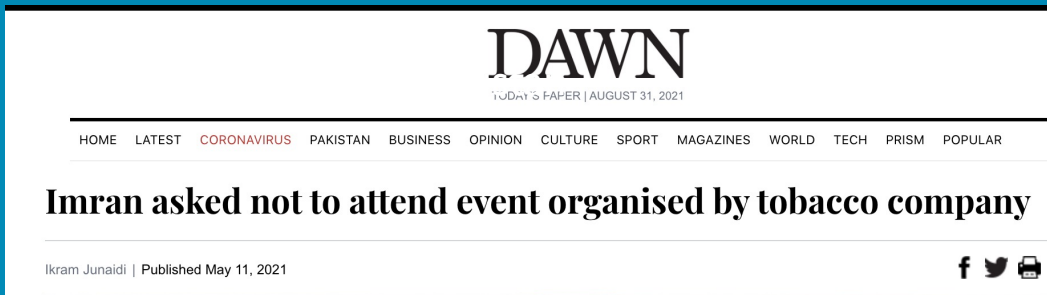 DAWN
TODAY'S PAPER | AUGUST 31, 2021
HOME LATEST CORONAVIRUS PAKISTAN BUSINESS OPINION CULTURE SPORT MAGAZINES WORLD TECH PRISM POPULAR
Imran asked not to attend event organised by tobacco company
Ikram Junaidi | Published May 11, 2021